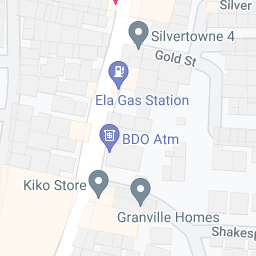 Silver
Silvertowne 4
Gold St
Ela Gas Station
BDO Atm
Kiko Store
Granville Homes
Shakesp